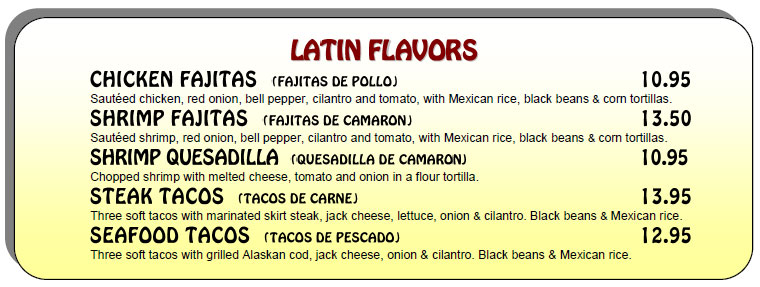 LATIN FLAVORS
CHICKEN FAJITAS (FAJITAS DE POLLO) 10.95
Sautéed chicken, red onion, bell pepper, cilantro and tomato, with Mexican rice, black beans & corn tortillas.
SHRIMP FAJITAS (FAJITAS DE CAMARON) 13.50
Sautéed shrimp, red onion, bell pepper, cilantro and tomato, with Mexican rice, black beans & corn tortillas.
SHRIMP QUESADILLA (QUESADILLA DE CAMARON) 10.95
Chopped shrimp with melted cheese, tomato and onion in a flour tortilla.
STEAK TACOS (TACOS DE CARNE) 13.95
Three soft tacos with marinated skirt steak, jack cheese, lettuce, onion & cilantro. Black beans & Mexican rice.
SEAFOOD TACOS (TACOS DE PESCADO) 12.95
Three soft tacos with grilled Alaskan cod, jack cheese, onion & cilantro. Black beans & Mexican rice.